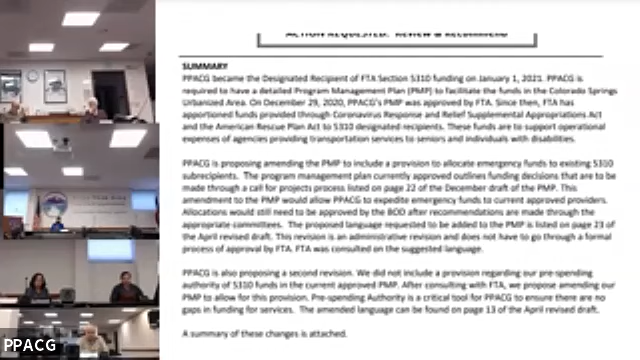 ACTION REQUESTED: Review & Recommend
SUMMARY
PPACG became the Designated Recipient of FTA Section 5310 funding on January 1, 2021. PPACG is
required to have a detailed Program Management Plan (PMP) to facilitate the funds in the Colorado Springs
Urbanized Area. On December 29, 2020, PPACG's PMP was approved by FTA. Since then, FTA has
apportioned funds provided through Coronavirus Response and Relief Supplemental Appropriations Act
and the American Rescue Plan Act to 5310 designated recipients. These funds are to support operational
expenses of agencies providing transportation services to seniors and individuals with disabilities.
PPACG is proposing amending the PMP to include a provision to allocate emergency funds to existing 5310
subrecipients. The program management plan currently approved outlines funding decisions that are to be
made through a call for projects process listed on page 22 of the December draft of the PMP. This
amendment to the PMP would allow PPACG to expedite emergency funds to current approved providers.
Allocations would still need to be approved by the BOD after recommendations are made through the
appropriate committees. The proposed language requested to be added to the PMP is listed on page 23 of
the April revised draft. This revision is an administrative revision and does not have to go through a formal
process of approval by FTA. FTA was consulted on the suggested language.
PPACG is also proposing a second revision. We did not include a provision regarding our pre-spending
authority of 5310 funds in the current approved PMP. After consulting with FTA, we propose amending our
PMP to allow for this provision. Pre-spending Authority is a critical tool for PPACG to ensure there are no
gaps in funding for services. The amended language can be found on page 13 of the April revised draft.
A summary of these changes is attached.
PPACG